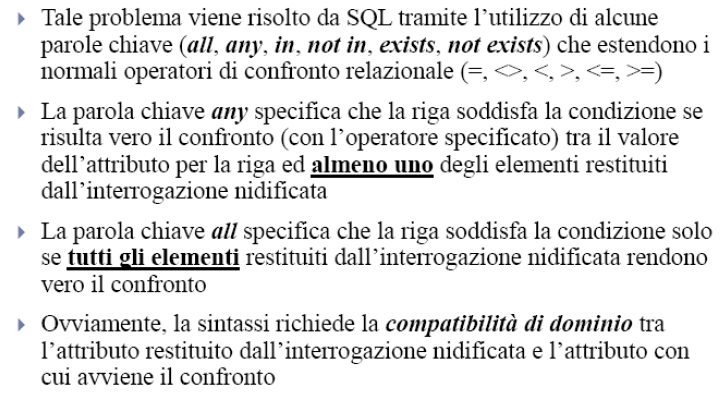 Tale problema viene risolto da SQL tramite l'utilizzo di alcune
parole chiave (all, any, in, not in, exists, not exists) che estendono i
normali operatori di confronto relazionale (=, <>, <, >, <=, >=)
La parola chiave any specifica che la riga soddisfa la condizione se
risulta vero il confronto (con l'operatore specificato) tra il valore
dell'attributo per la riga ed almeno uno degli elementi restituiti
dall'interrogazione nidificata
La parola chiave all specifica che la riga soddisfa la condizione solo
se tutti gli elementi restituiti dall'interrogazione nidificata rendono
vero il confronto
Ovviamente, la sintassi richiede la compatibilità di dominio tra
l'attributo restituito dall'interrogazione nidificata e l'attributo con
cui avviene il confronto